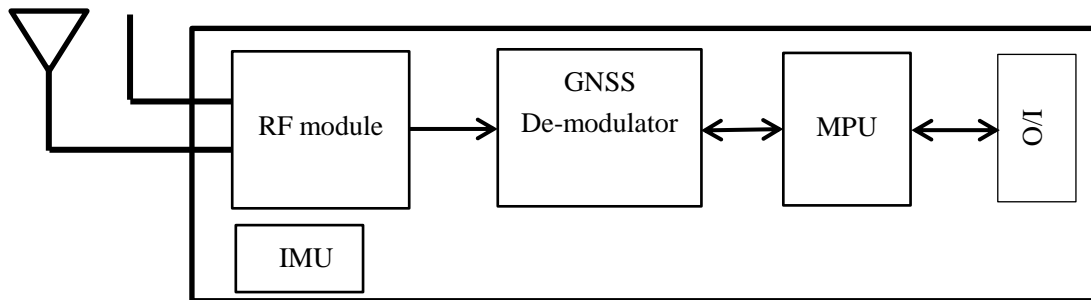 RF module
GNSS
De-modulator
MPU
I/O
IMU